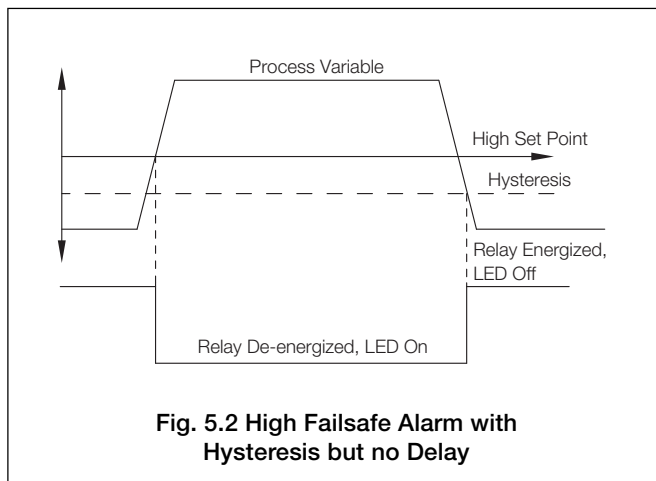 Process Variable
High Set Point
Hysteresis
Relay Energized,
LED Off
Relay De-energized, LED On
Fig. 5.2 High Failsafe Alarm with
Hysteresis but no Delay